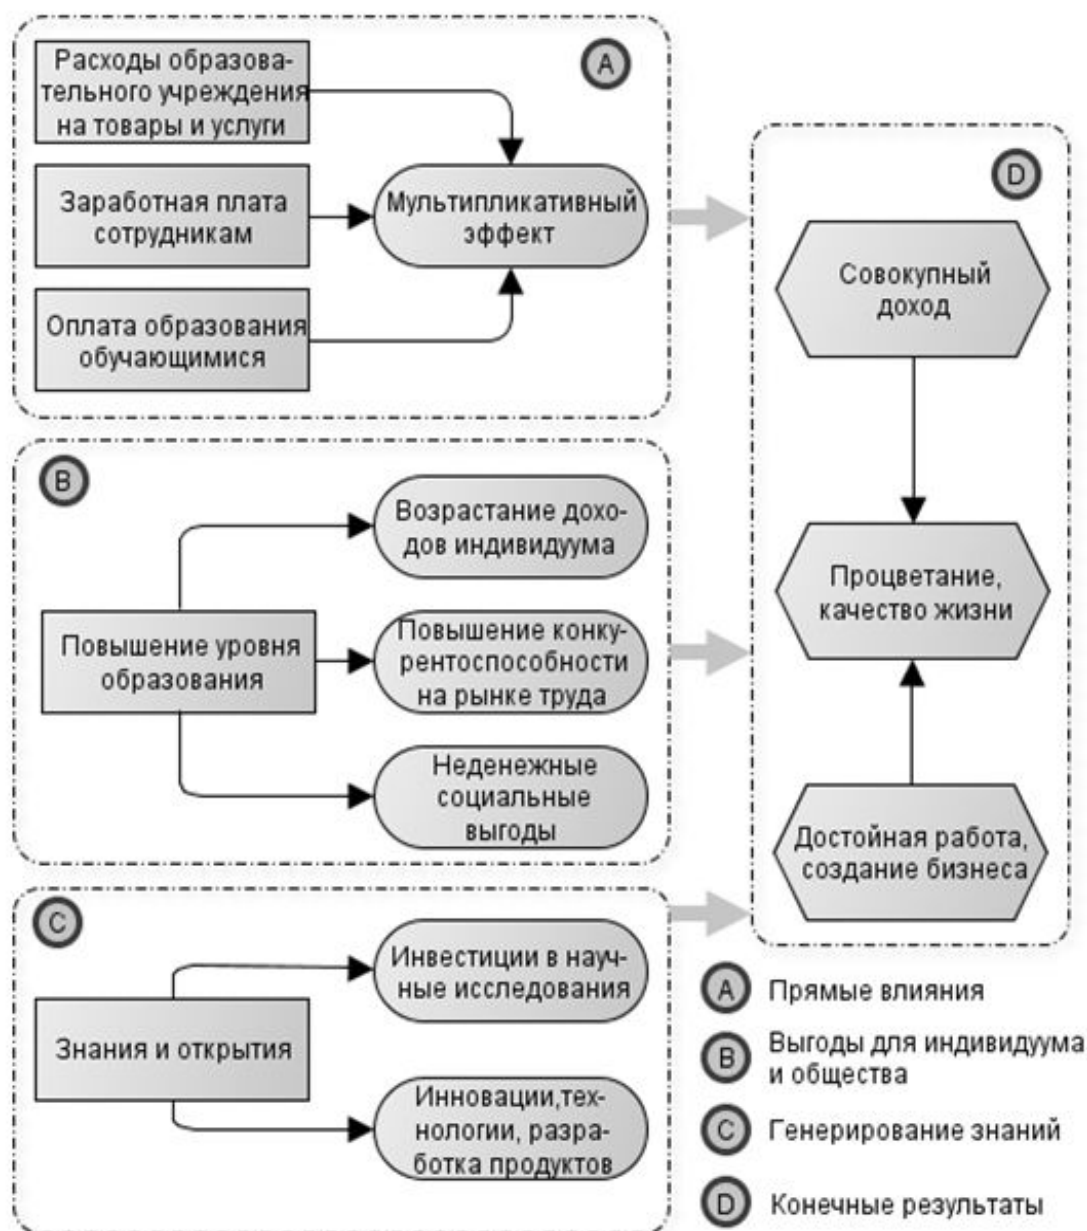 A
Расходы образова-
тельного учреждения
на товары и услуги
Заработная плата
сотрудникам
Оплата образования
обучающимися
Мультипликативный
эффект
B
Повышение уровня
образования
Возрастание дохо-
дов индивидуума
Повышение конку-
рентоспособности
на рынке труда
Неденежные
социальные
выгоды
C
Знания и открытия
Инвестиции в науч-
ные исследования
Инновации,тех-
нологии, разра-
ботка продуктов
D
Совокупный
доход
Процветание,
качество жизни
Достойная работа,
создание бизнеса
A Прямые влияния
B Выгоды для индивидуума
и общества
C Генерирование знаний
D Конечные результаты